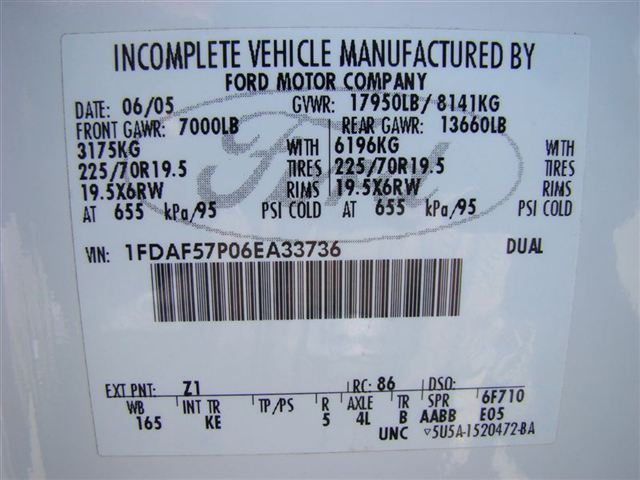 INCOMPLETE VEHICLE MANUFACTURED BY
FORD MOTOR COMPANY
DATE: 06/05 GVWR: 17950LB/ 8141KG
FRONT GAWR: 7000LB REAR GAWR: 13660LB
3175KG WITH 6196KG WITH
225/70R19.5 TIRES 225/70R19.5 TIRES
19.5X6RW RIMS 19.5X6RW RIMS
AT 655 kPa/95 PSI COLD AT 655 kPa/95 PSI COLD
VIN: 1FDAF57P06EA33736 DUAL
Ford
EXT PNT: Z1 RC: 86 DSO:
WB INT TR TP/PS R AXLE TR SPR 6F710
165 KE 5 4L B AABB E05
UNC ▽5U5A-1520472-BA